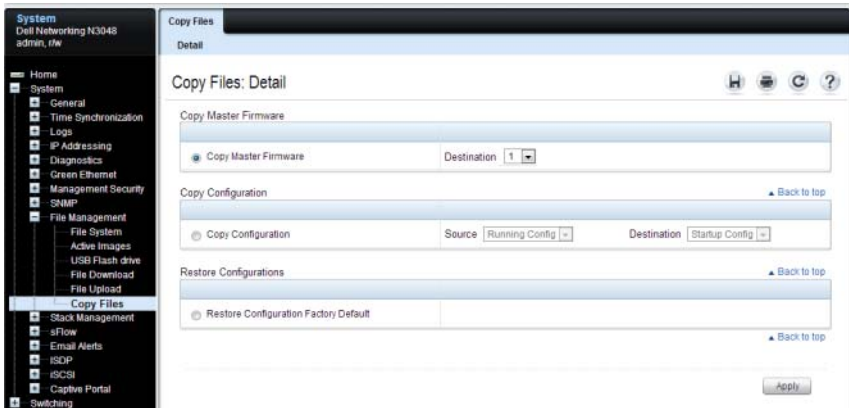 System
Dell Networking N3048
admin, r/w
Home
System
General
Time Synchronization
Logs
IP Addressing
Diagnostics
Green Ethernet
Management Security
SNMP
File Management
File System
Active Images
USB Flash drive
File Download
File Upload
Copy Files
Stack Management
sFlow
Email Alerts
ISDP
iSCSI
Captive Portal
Switching
Copy Files
Detail
Copy Files: Detail
?
Copy Master Firmware
Copy Master Firmware Destination 1
Copy Configuration Back to top
Copy Configuration Source Running Config Destination Startup Config
Restore Configurations Back to top
Restore Configuration Factory Default
Back to top
Apply